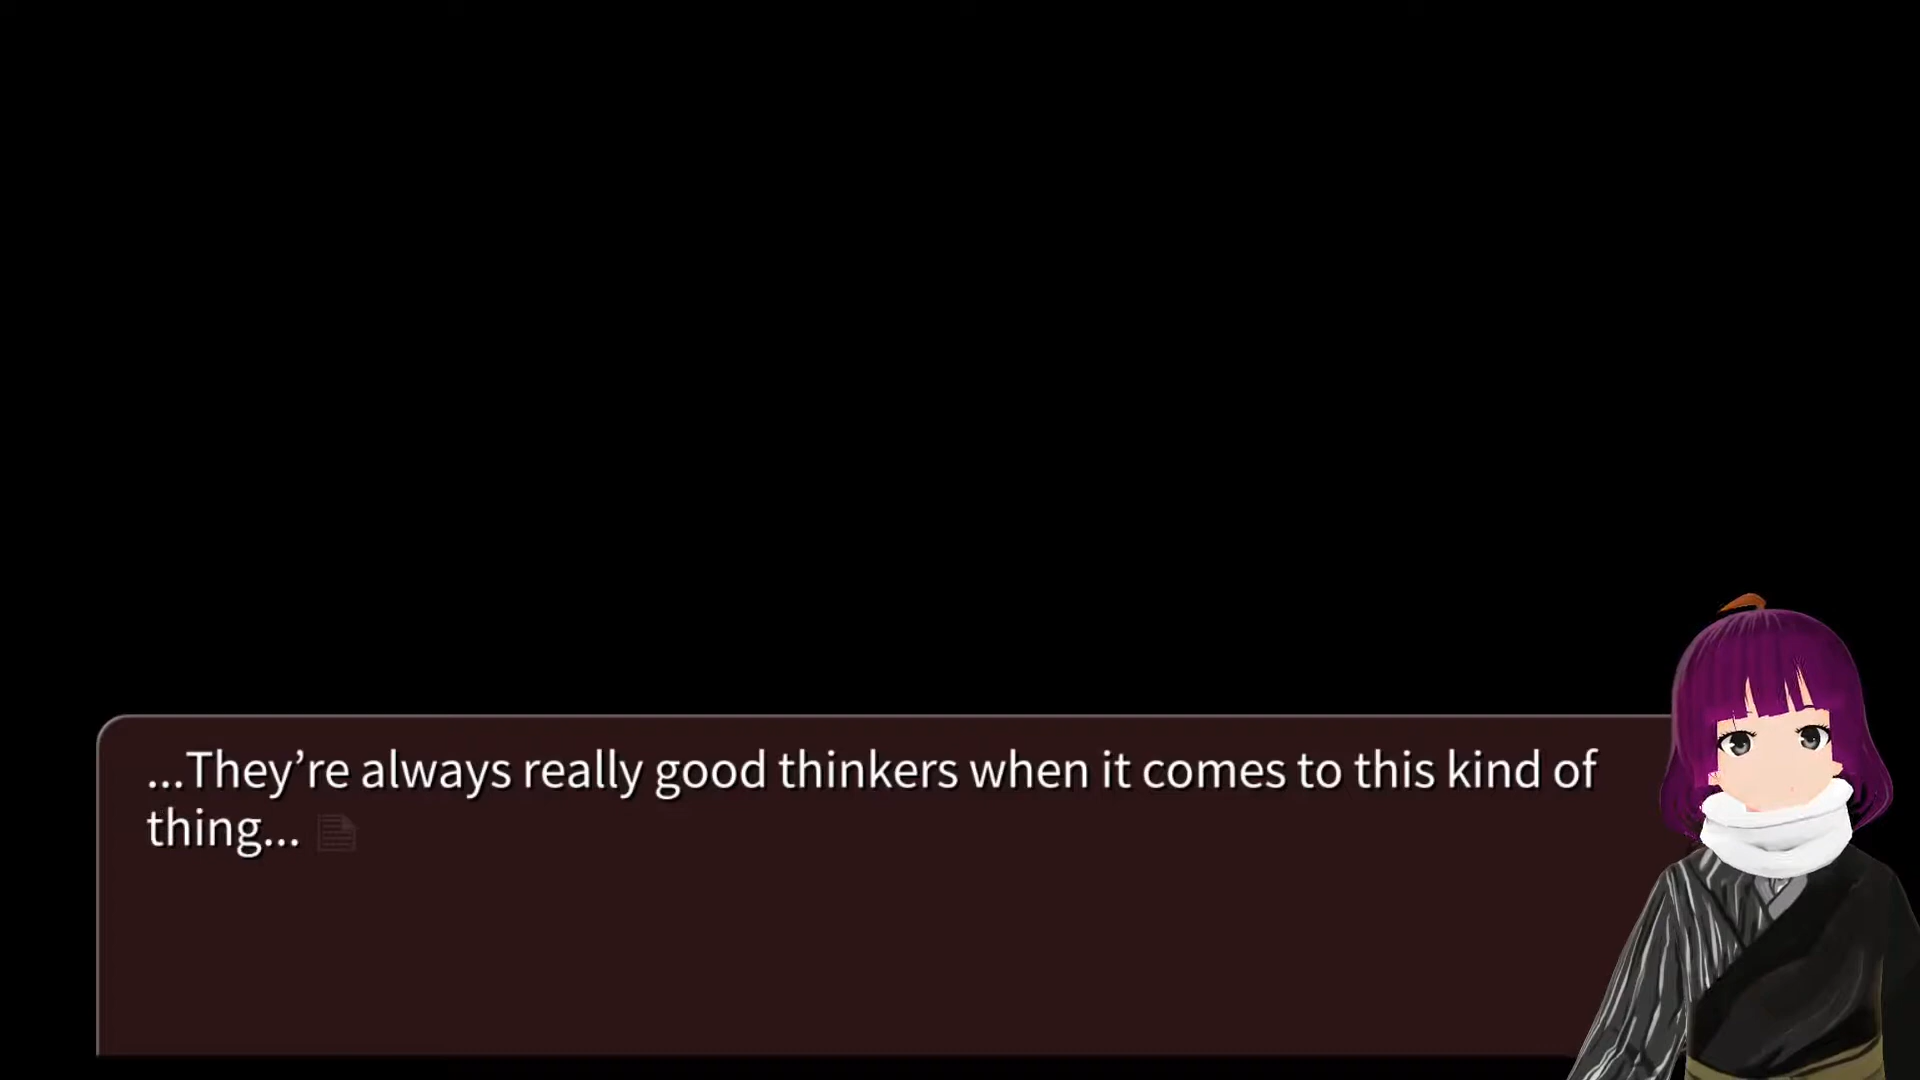 ...They’re always really good thinkers when it comes to this kind of
thing...